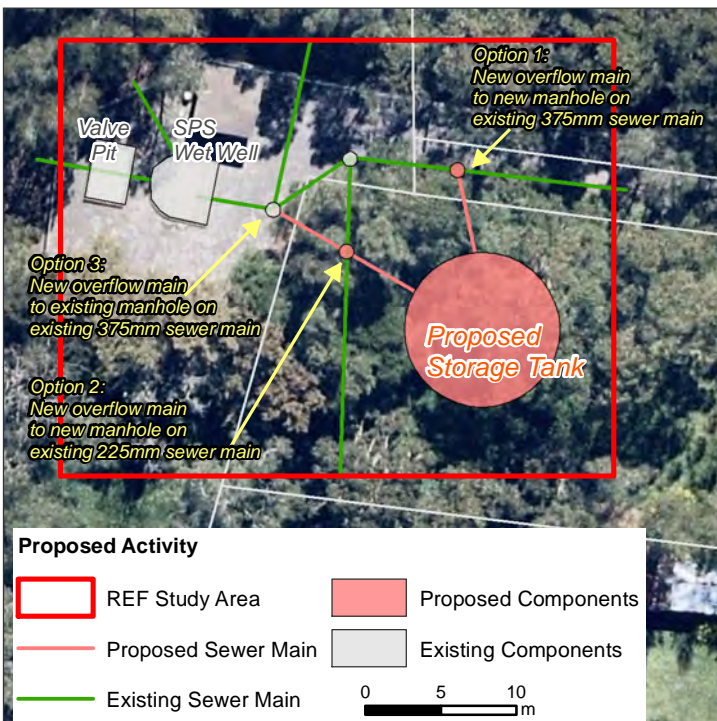 Option 1:
New overflow main
to new manhole on
existing 375mm sewer main
Valve
Pit
SPS
Wet Well
Option 3:
New overflow main
to existing manhole on
existing 375mm sewer main
Proposed
Storage Tank
Option 2:
New overflow main
to new manhole on
existing 225mm sewer main
Proposed Activity
REF Study Area
Proposed Components
Proposed Sewer Main
Existing Components
Existing Sewer Main
0 5 10
m